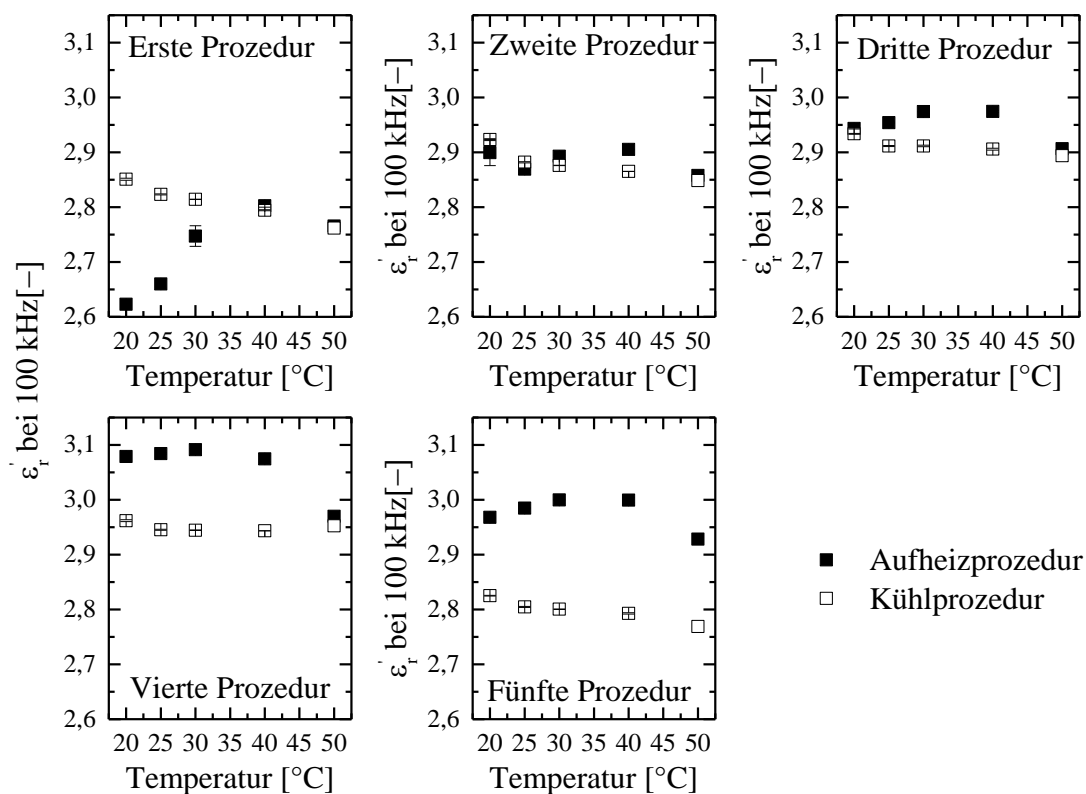 3,1
3,0
2,9
2,8
2,7
2,6
Erste Prozedur
20 25 30 35 40 45 50
Temperatur [°C]
ε'r bei 100 kHz[−]
3,1
3,0
2,9
2,8
2,7
2,6
Zweite Prozedur
20 25 30 35 40 45 50
Temperatur [°C]
ε'r bei 100 kHz[−]
3,1
3,0
2,9
2,8
2,7
2,6
Dritte Prozedur
20 25 30 35 40 45 50
Temperatur [°C]
ε'r bei 100 kHz[−]
3,1
3,0
2,9
2,8
2,7
2,6
Vierte Prozedur
20 25 30 35 40 45 50
Temperatur [°C]
ε'r bei 100 kHz[−]
3,1
3,0
2,9
2,8
2,7
2,6
Fünfte Prozedur
20 25 30 35 40 45 50
Temperatur [°C]
Aufheizprozedur
Kühlprozedur